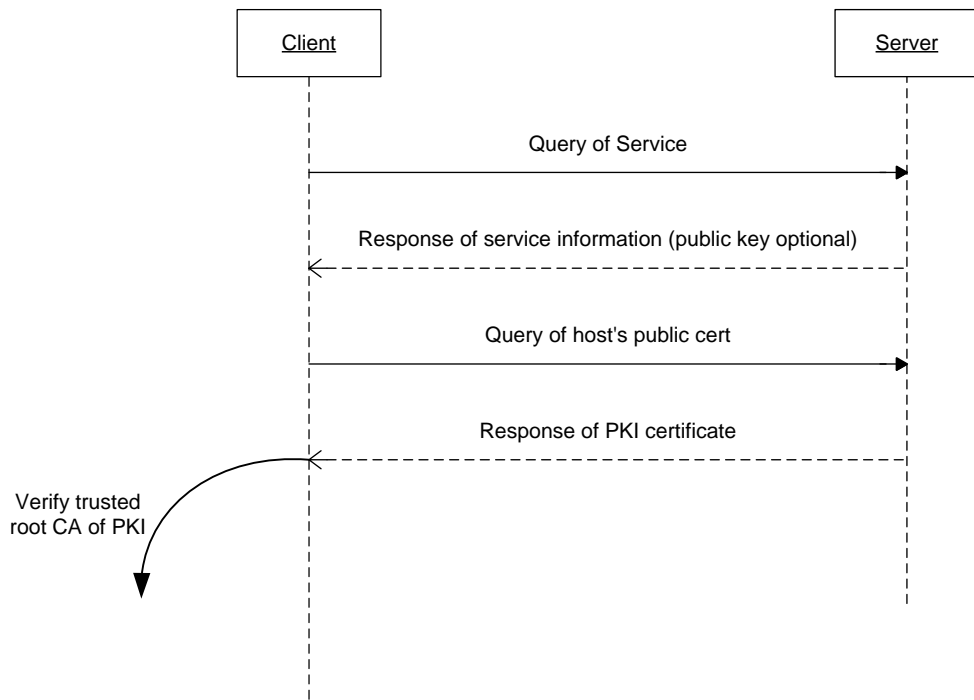 Client
Server
Query of Service
Response of service information (public key optional)
Query of host's public cert
Response of PKI certificate
Verify trusted
root CA of PKI